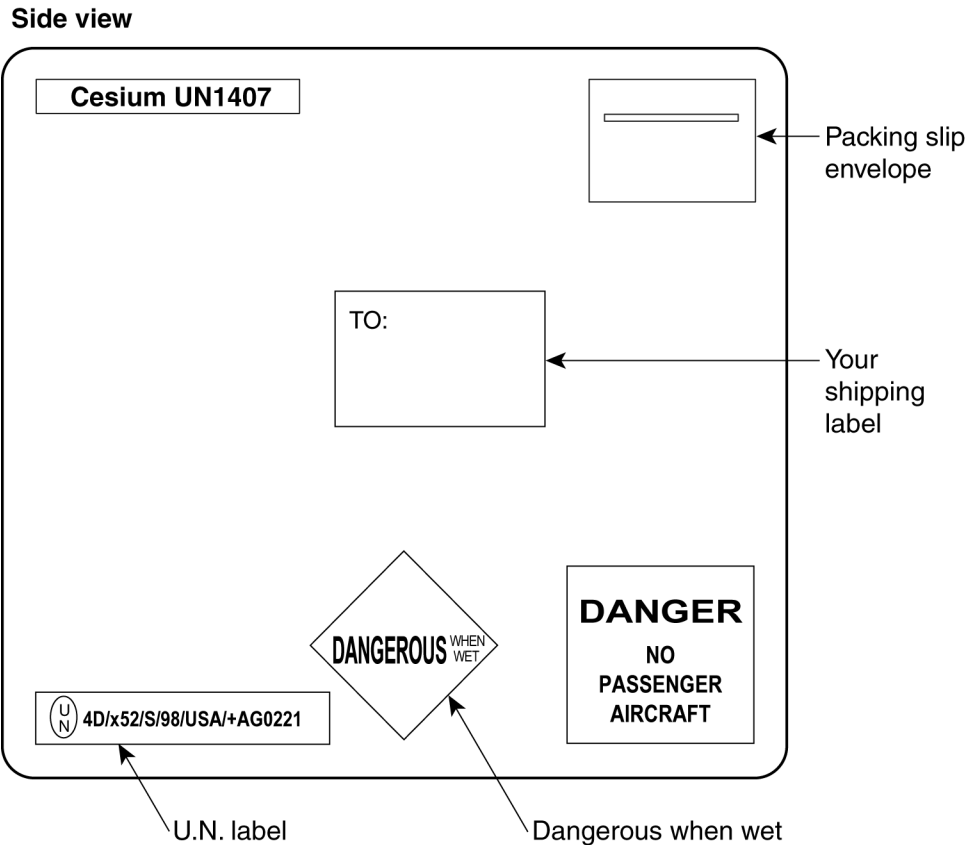 Side view
Cesium UN1407
Packing slip
envelope
TO:
Your
shipping
label
DANGEROUS WHEN
WET
DANGER
NO
PASSENGER
AIRCRAFT
UN 4D/x52/S/98/USA/+AG0221
U.N. label
Dangerous when wet